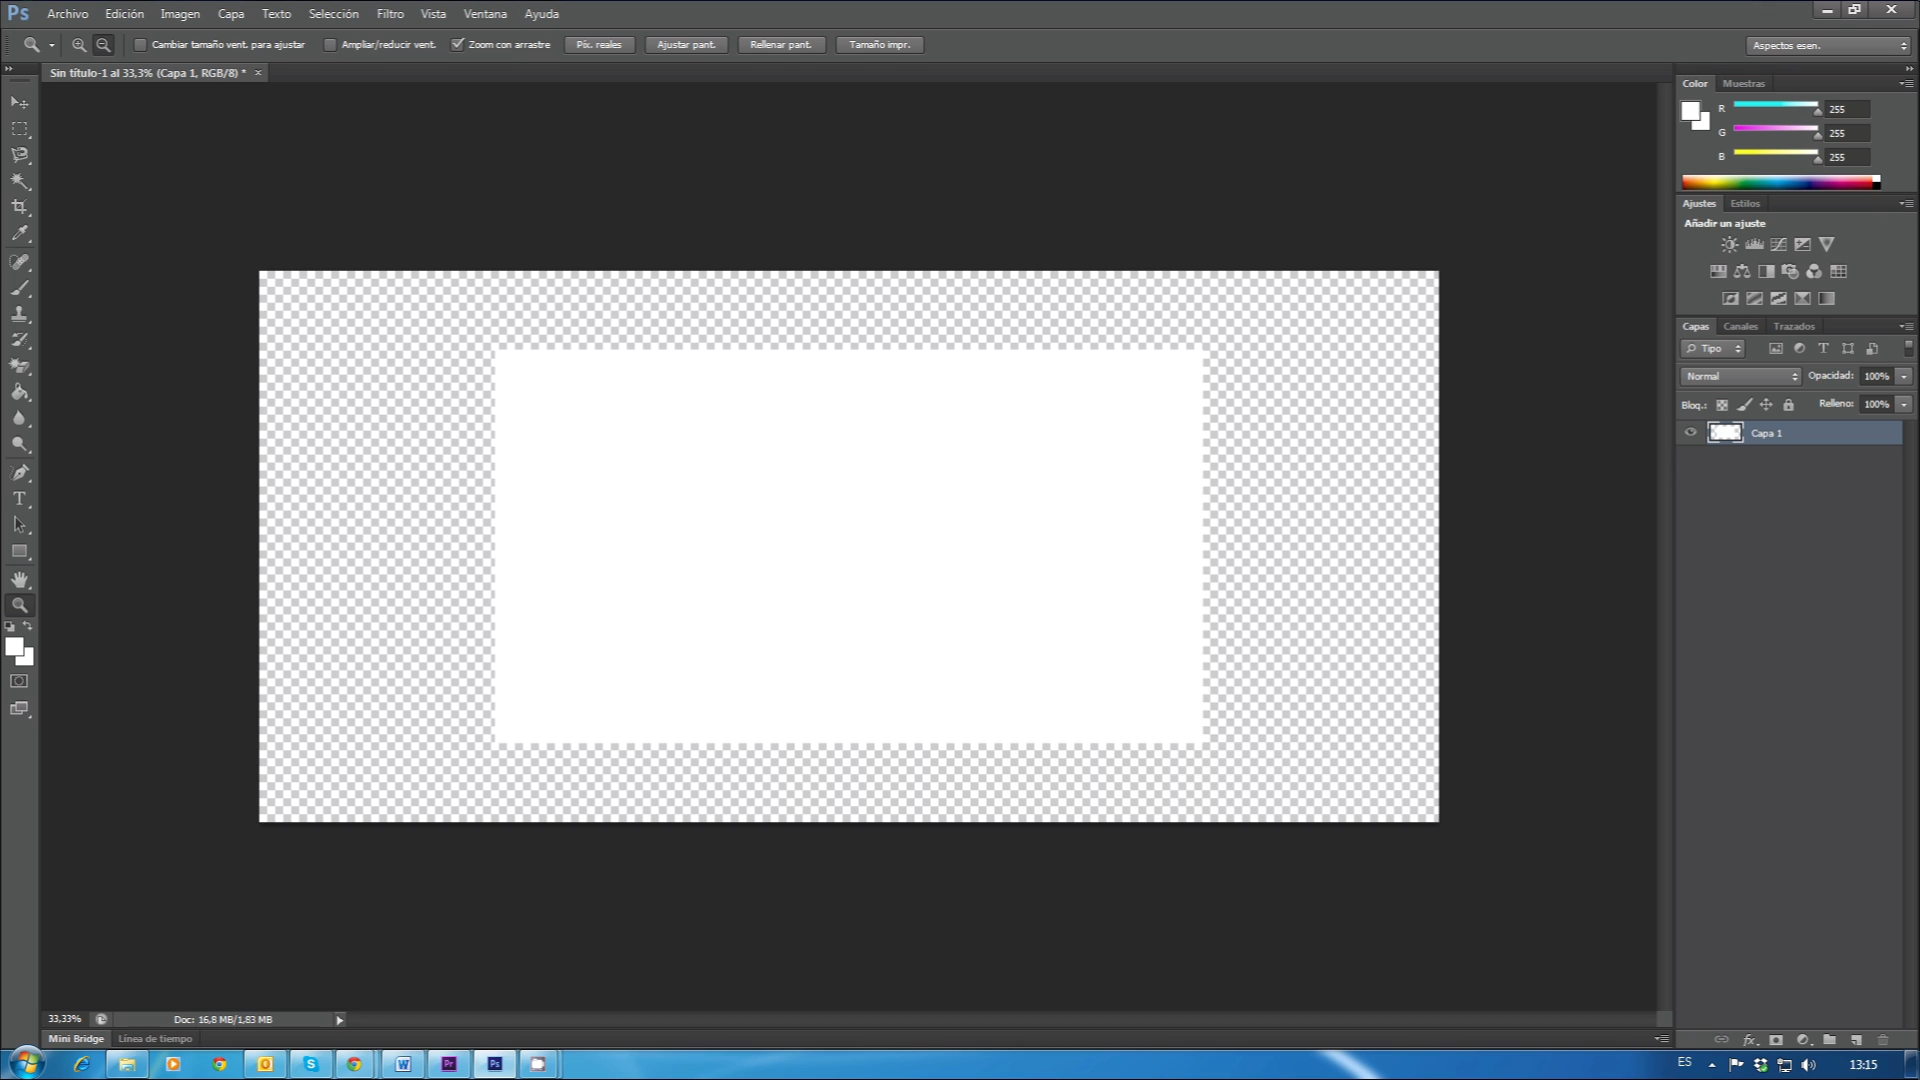 Ps Archivo Edición Imagen Capa Texto Selección Filtro Vista Ventana Ayuda
Cambiar tamaño vent. para ajustar Ampliar/reducir vent. Zoom con arrastre Píx. reales Ajustar pant. Rellenar pant. Tamaño impr. Aspectos esen.
Sin título-1 al 33,3% (Capa 1, RGB/8) * ×
Color Muestras
R 255
G 255
B 255
Ajustes Estilos
Añadir un ajuste
Capas Canales Trazados
Tipo T
Normal Opacidad: 100%
Bloq.: Relleno: 100%
Capa 1
T
33,33% Doc: 16,8 MB/1,83 MB
fx
Mini Bridge Línea de tiempo
O S W Pr Ps ES 13:15